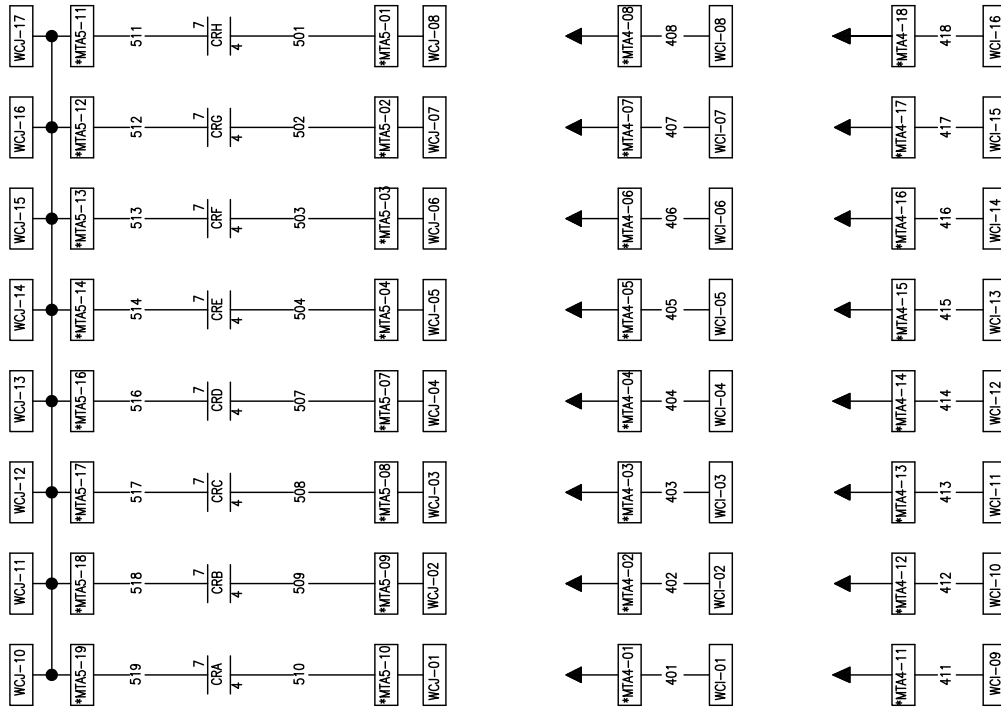 WCJ-10 WCJ-11 WCJ-12 WCJ-13 WCJ-14 WCJ-15 WCJ-16 WCJ-17
*MTA5-19 *MTA5-18 *MTA5-17 *MTA5-16 *MTA5-14 *MTA5-13 *MTA5-12 *MTA5-11
519 518 517 516 514 513 512 511
7 7 7 7 7 7 7 7
CRA CRB CRC CRD CRE CRF CRG CRH
4 4 4 4 4 4 4 4
510 509 508 507 504 503 502 501
*MTA5-10 *MTA5-09 *MTA5-08 *MTA5-07 *MTA5-04 *MTA5-03 *MTA5-02 *MTA5-01
WCJ-01 WCJ-02 WCJ-03 WCJ-04 WCJ-05 WCJ-06 WCJ-07 WCJ-08
*MTA4-01 *MTA4-02 *MTA4-03 *MTA4-04 *MTA4-05 *MTA4-06 *MTA4-07 *MTA4-08
401 402 403 404 405 406 407 408
WCI-01 WCI-02 WCI-03 WCI-04 WCI-05 WCI-06 WCI-07 WCI-08
*MTA4-11 *MTA4-12 *MTA4-13 *MTA4-14 *MTA4-15 *MTA4-16 *MTA4-17 *MTA4-18
411 412 413 414 415 416 417 418
WCI-09 WCI-10 WCI-11 WCI-12 WCI-13 WCI-14 WCI-15 WCI-16